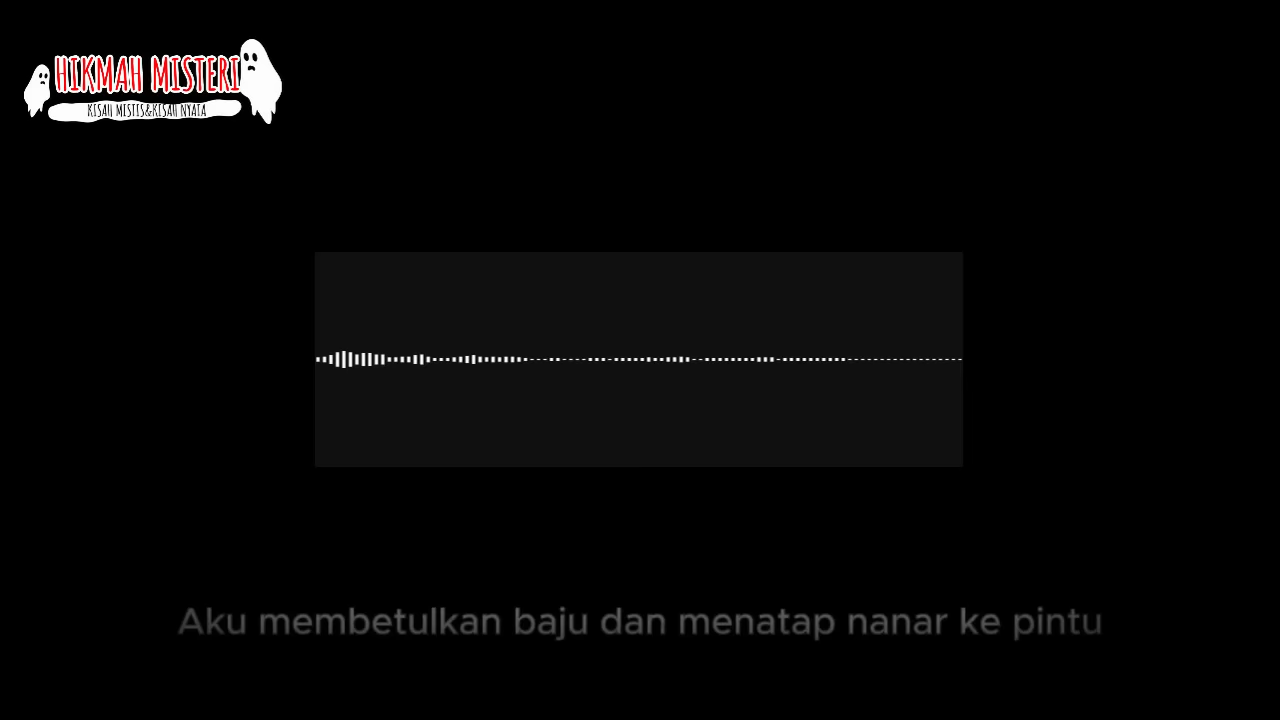 HIKMAH MISTERI
KISAH MISTIS&KISAH NYATA
Aku membetulkan baju dan menatap nanar ke pintu